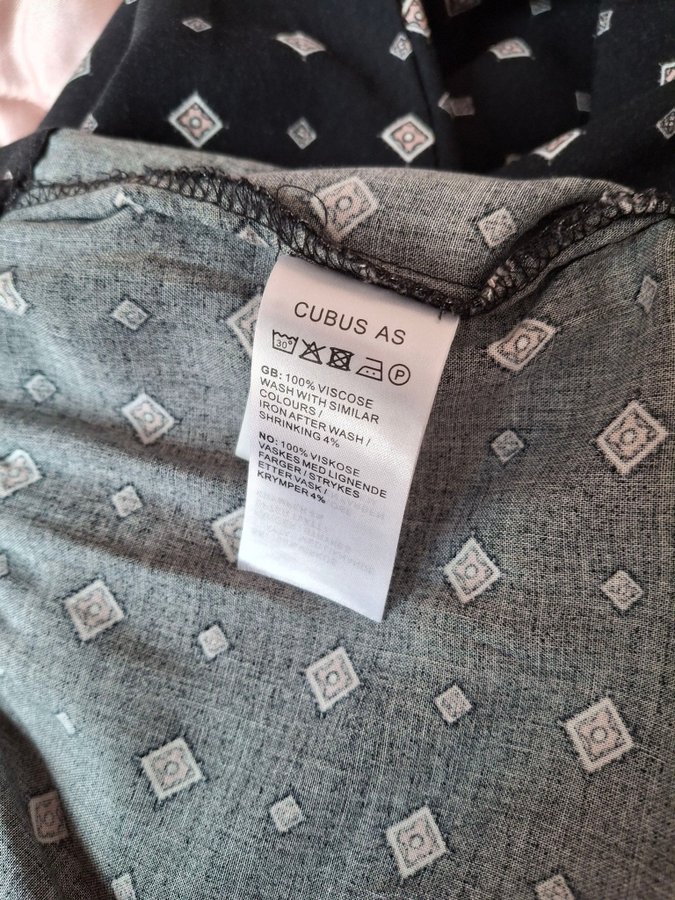 CUBUS AS
30° P
GB: 100% VISCOSE
WASH WITH SIMILAR
COLOURS /
IRON AFTER WASH /
SHRINKING 4%
NO: 100% VISKOSE
VASKES MED LIGNENDE
FARGER / STRYKES
ETTER VASK /
KRYMPER 4%